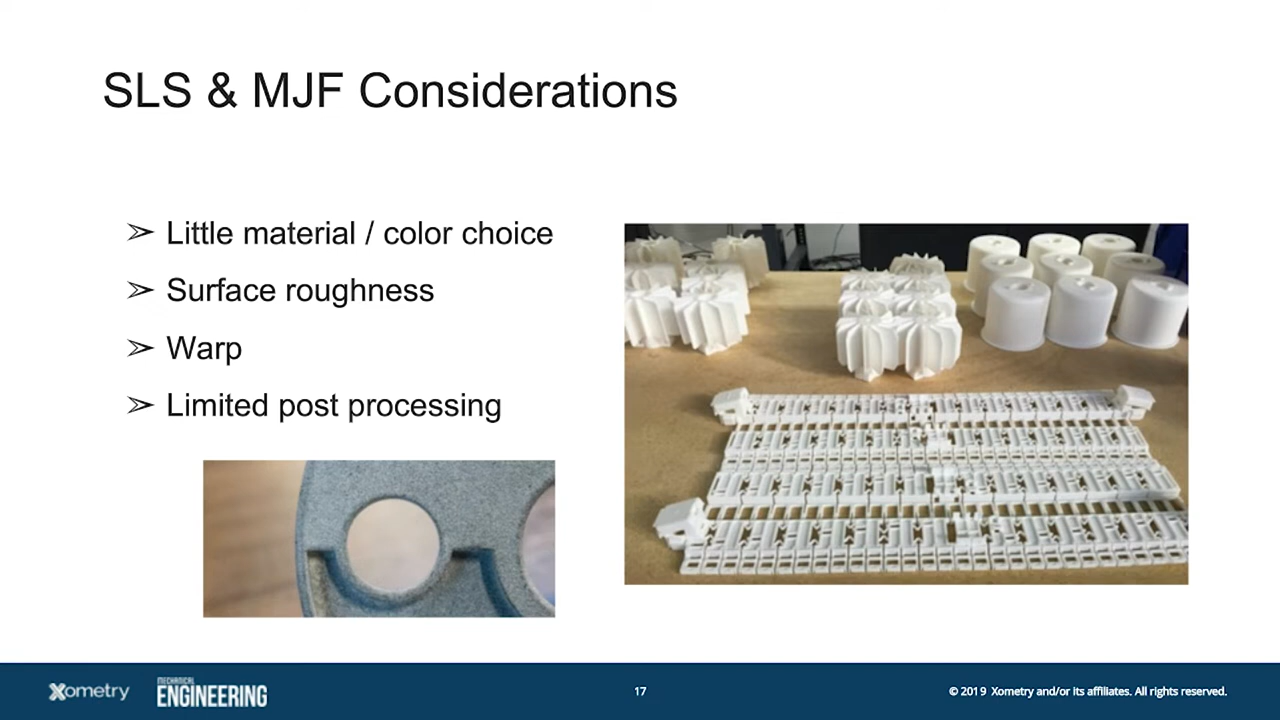 SLS & MJF Considerations
➢ Little material / color choice
➢ Surface roughness
➢ Warp
➢ Limited post processing
Xometry
MECHANICAL
ENGINEERING
17
© 2019 Xometry and/or its affiliates. All rights reserved.